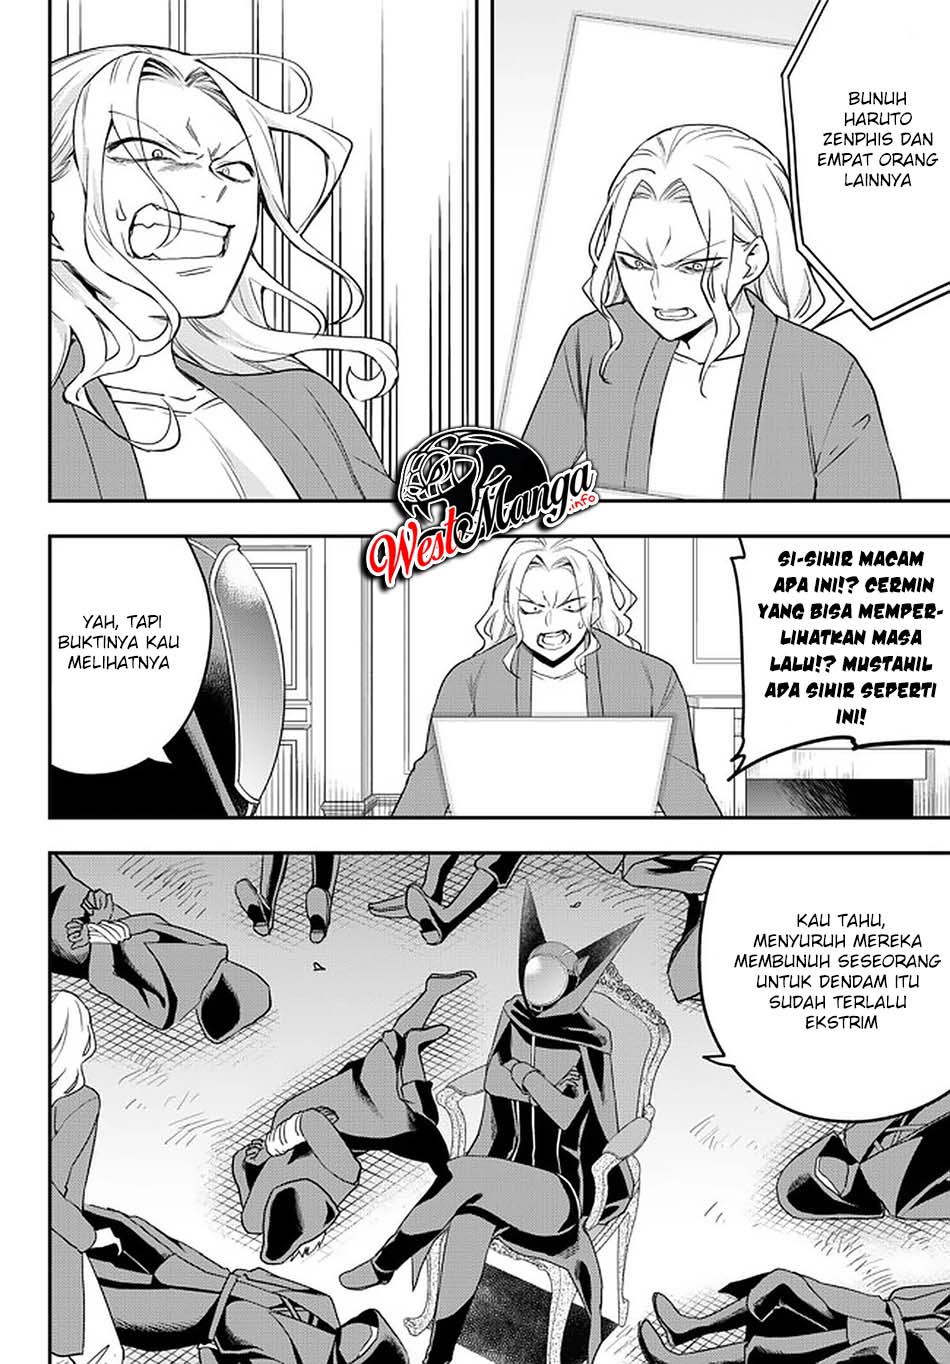 BUNUH
HARUTO
ZENPHIS DAN
EMPAT ORANG
LAINNYA
WestManga
.info
SI-SIHIR MACAM
APA INI!? CERMIN
YANG BISA MEMPER-
LIHATKAN MASA
LALU!? MUSTAHIL
ADA SIHIR SEPERTI
INI!
YAH, TAPI
BUKTINYA KAU
MELIHATNYA
KAU TAHU,
MENYURUH MEREKA
MEMBUNUH SESEORANG
UNTUK DENDAM ITU
SUDAH TERLALU
EKSTRIM